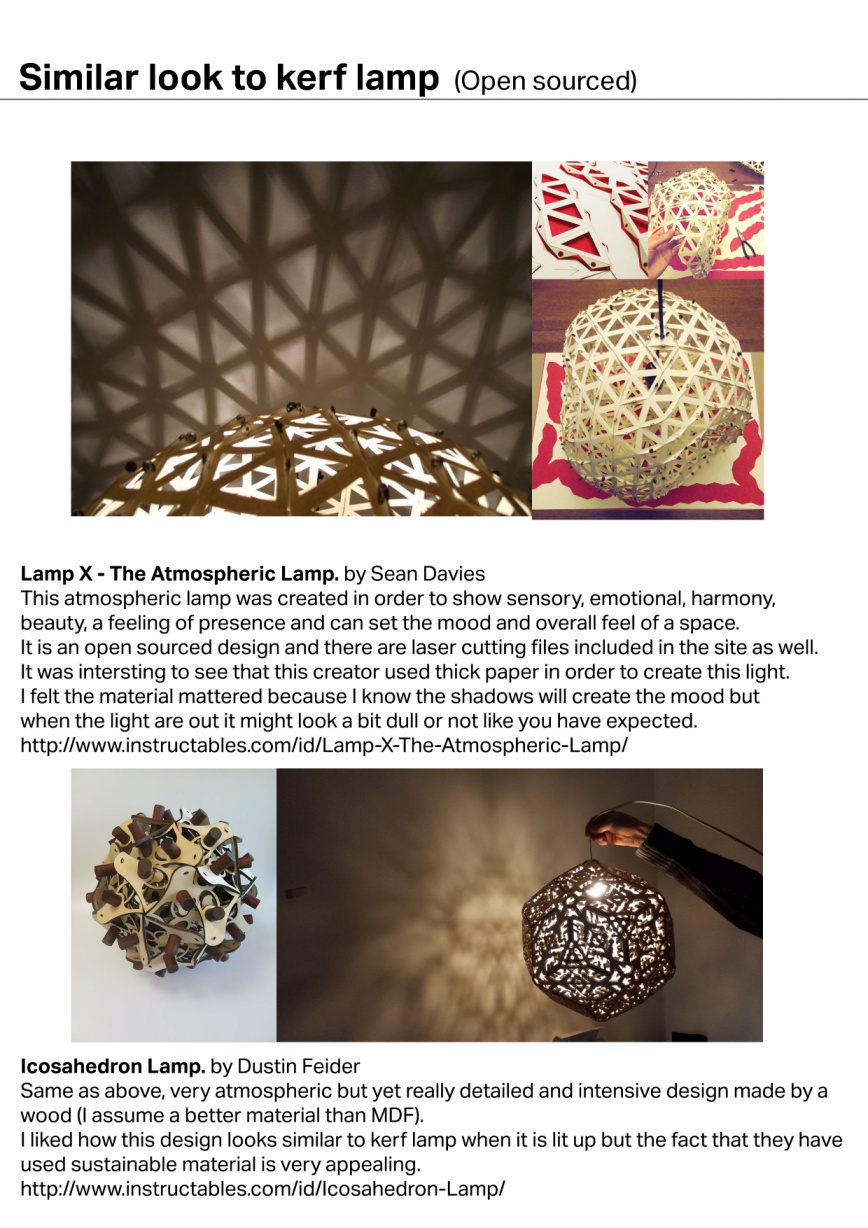 Similar look to kerf lamp (Open sourced)
Lamp X - The Atmospheric Lamp. by Sean Davies
This atmospheric lamp was created in order to show sensory, emotional, harmony,
beauty, a feeling of presence and can set the mood and overall feel of a space.
It is an open sourced design and there are laser cutting files included in the site as well.
It was intersting to see that this creator used thick paper in order to create this light.
I felt the material mattered because I know the shadows will create the mood but
when the light are out it might look a bit dull or not like you have expected.
http://www.instructables.com/id/Lamp-X-The-Atmospheric-Lamp/
Icosahedron Lamp. by Dustin Feider
Same as above, very atmospheric but yet really detailed and intensive design made by a
wood (I assume a better material than MDF).
I liked how this design looks similar to kerf lamp when it is lit up but the fact that they have
used sustainable material is very appealing.
http://www.instructables.com/id/Icosahedron-Lamp/